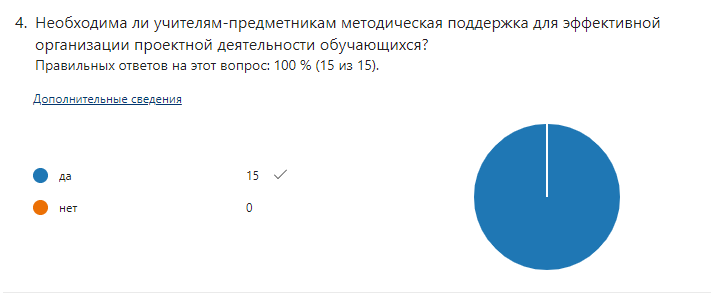 4. Необходима ли учителям-предметникам методическая поддержка для эффективной
организации проектной деятельности обучающихся?
Правильных ответов на этот вопрос: 100 % (15 из 15).
Дополнительные сведения
да 15
нет 0